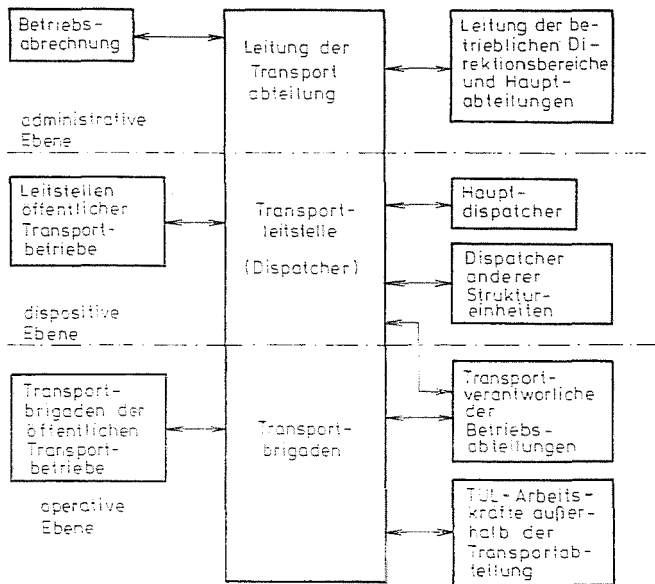 Betriebs-
abrechnung
Leitung der
Transport
abteilung
Leitung der be-
trieblichen Di-
rektionsbereiche
und Haupt-
abteilungen
administrative
Ebene
Leitstellen
öffentlicher
Transport-
betriebe
Transport-
leitstelle
(Dispatcher)
Haupt-
dispatcher
Dispatcher
anderer
Struktur-
einheiten
dispositive
Ebene
Transport-
brigaden der
öffentlichen
Transport-
betriebe
Transport-
brigaden
Transport-
verantworliche
der
Betriebs-
abteilungen
operative
Ebene
TUL-Arbeits-
kräfte außer-
halb der
Transportab-
teilung